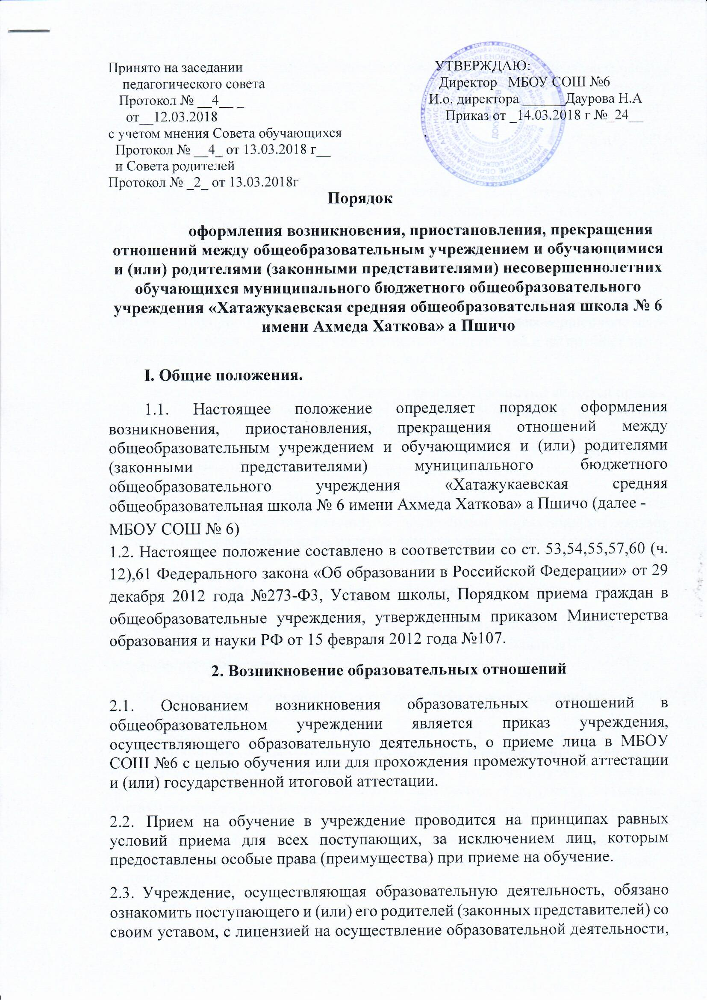 Принято на заседании
педагогического совета
Протокол № __4__ _
от__12.03.2018
с учетом мнения Совета обучающихся
Протокол № __4_ от 13.03.2018 г__
и Совета родителей
Протокол № _2_ от 13.03.2018г
УТВЕРЖДАЮ:
Директор МБОУ СОШ №6
И.о. директора ______Даурова Н.А
Приказ от _14.03.2018 г №_24__
Порядок
оформления возникновения, приостановления, прекращения
отношений между общеобразовательным учреждением и обучающимися
и (или) родителями (законными представителями) несовершеннолетних
обучающихся муниципального бюджетного общеобразовательного
учреждения «Хатажукаевская средняя общеобразовательная школа № 6
имени Ахмеда Хаткова» а Пшичо
I. Общие положения.
1.1. Настоящее положение определяет порядок оформления
возникновения, приостановления, прекращения отношений между
общеобразовательным учреждением и обучающимися и (или) родителями
(законными представителями) муниципального бюджетного
общеобразовательного учреждения «Хатажукаевская средняя
общеобразовательная школа № 6 имени Ахмеда Хаткова» а Пшичо (далее -
МБОУ СОШ № 6)
1.2. Настоящее положение составлено в соответствии со ст. 53,54,55,57,60 (ч.
12),61 Федерального закона «Об образовании в Российской Федерации» от 29
декабря 2012 года №273-ФЗ, Уставом школы, Порядком приема граждан в
общеобразовательные учреждения, утвержденным приказом Министерства
образования и науки РФ от 15 февраля 2012 года №107.
2. Возникновение образовательных отношений
2.1. Основанием возникновения образовательных отношений в
общеобразовательном учреждении является приказ учреждения,
осуществляющего образовательную деятельность, о приеме лица в МБОУ
СОШ №6 с целью обучения или для прохождения промежуточной аттестации
и (или) государственной итоговой аттестации.
2.2. Прием на обучение в учреждение проводится на принципах равных
условий приема для всех поступающих, за исключением лиц, которым
предоставлены особые права (преимущества) при приеме на обучение.
2.3. Учреждение, осуществляющая образовательную деятельность, обязано
ознакомить поступающего и (или) его родителей (законных представителей) со
своим уставом, с лицензией на осуществление образовательной деятельности,